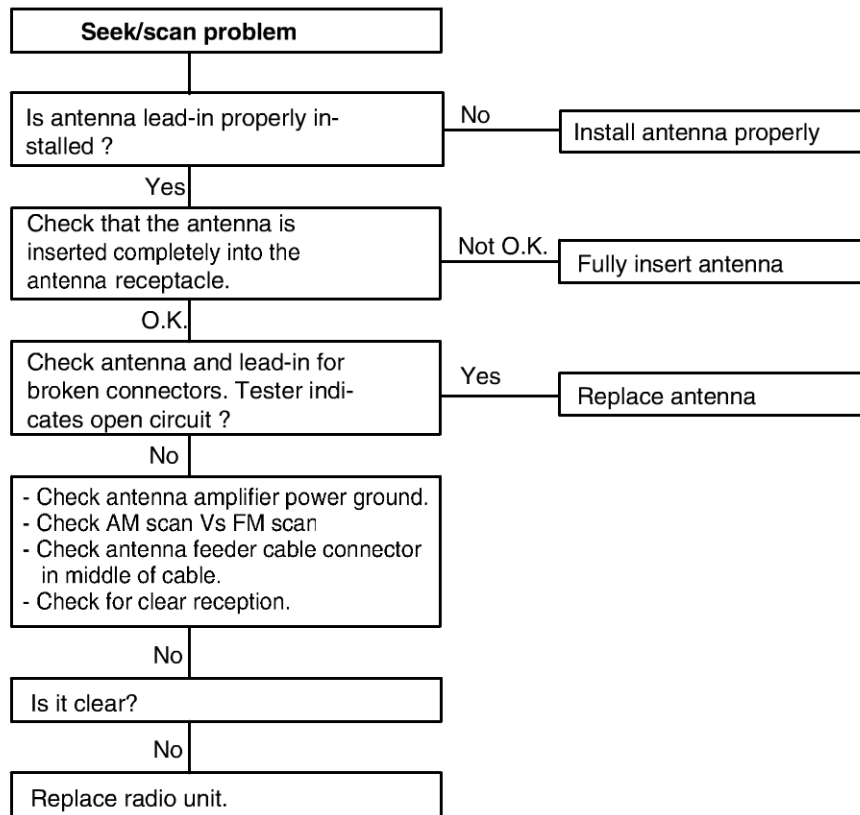 Seek/scan problem
Is antenna lead-in properly in-
stalled ?
No
Install antenna properly
Yes
Check that the antenna is
inserted completely into the
antenna receptacle.
Not O.K.
Fully insert antenna
O.K.
Check antenna and lead-in for
broken connectors. Tester indi-
cates open circuit ?
Yes
Replace antenna
No
- Check antenna amplifier power ground.
- Check AM scan Vs FM scan
- Check antenna feeder cable connector
in middle of cable.
- Check for clear reception.
No
Is it clear?
No
Replace radio unit.